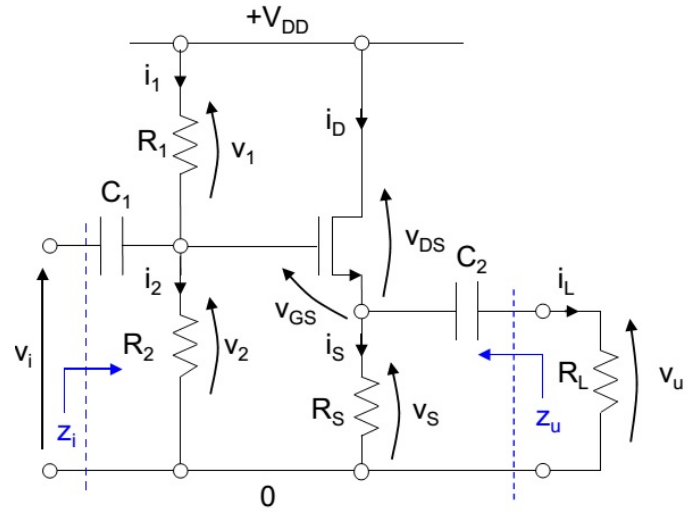 +V_DD
i_1
R_1
v_1
i_D
C_1
v_DS
C_2
i_2
v_GS
i_L
v_i
R_2
v_2
i_S
R_L
v_u
z_i
R_S
v_S
z_u
0